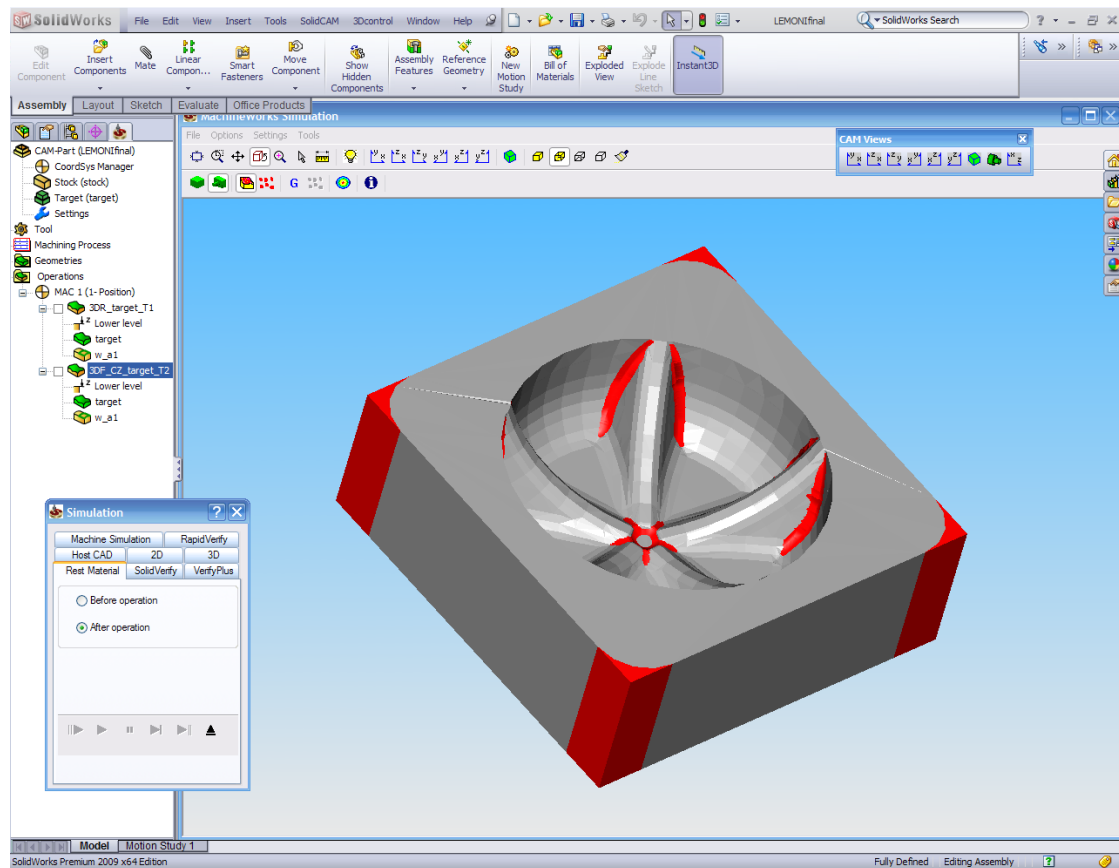 SolidWorks File Edit View Insert Tools SolidCAM 3Dcontrol Window Help LEMONIfinal SolidWorks Search
Edit Component
Insert Components
Mate
Linear Compon...
Smart Fasteners
Move Component
Show Hidden Components
Assembly Features
Reference Geometry
New Motion Study
Bill of Materials
Exploded View
Explode Line Sketch
Instant3D
Assembly Layout Sketch Evaluate Office Products
MachineWorks Simulation
File Options Settings Tools
CAM Views
CAM-Part (LEMONIfinal)
CoordSys Manager
Stock (stock)
Target (target)
Settings
Tool
Machining Process
Geometries
Operations
MAC 1 (1- Position)
3DR_target_T1
Lower level
target
w_a1
3DF_CZ_target_T2
Lower level
target
w_a1
Simulation
Machine Simulation RapidVerify
Host CAD 2D 3D
Rest Material SolidVerify VerifyPlus
Before operation
After operation
Model Motion Study 1
SolidWorks Premium 2009 x64 Edition Fully Defined Editing Assembly